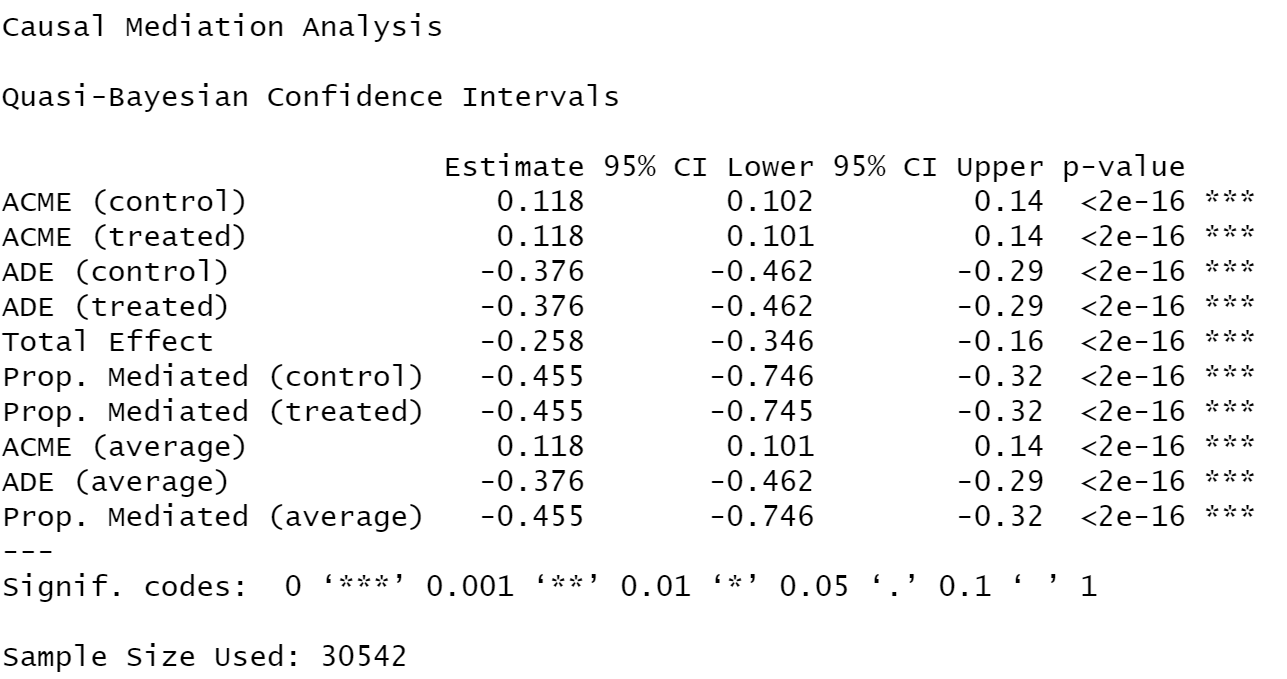 Causal Mediation Analysis
Quasi-Bayesian Confidence Intervals
Estimate 95% CI Lower 95% CI Upper p-value
ACME (control) 0.118 0.102 0.14 <2e-16 ***
ACME (treated) 0.118 0.101 0.14 <2e-16 ***
ADE (control) -0.376 -0.462 -0.29 <2e-16 ***
ADE (treated) -0.376 -0.462 -0.29 <2e-16 ***
Total Effect -0.258 -0.346 -0.16 <2e-16 ***
Prop. Mediated (control) -0.455 -0.746 -0.32 <2e-16 ***
Prop. Mediated (treated) -0.455 -0.745 -0.32 <2e-16 ***
ACME (average) 0.118 0.101 0.14 <2e-16 ***
ADE (average) -0.376 -0.462 -0.29 <2e-16 ***
Prop. Mediated (average) -0.455 -0.746 -0.32 <2e-16 ***
---
Signif. codes: 0 ‘***’ 0.001 ‘**’ 0.01 ‘*’ 0.05 ‘.’ 0.1 ‘ ’ 1
Sample Size Used: 30542